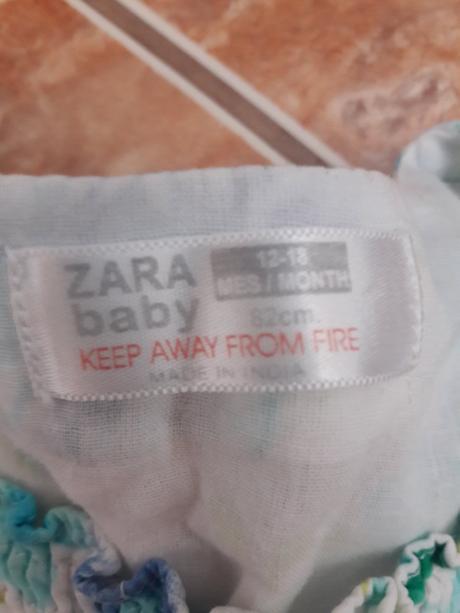 ZARA
baby
12-18
MES / MONTH
82cm.
KEEP AWAY FROM FIRE
MADE IN INDIA